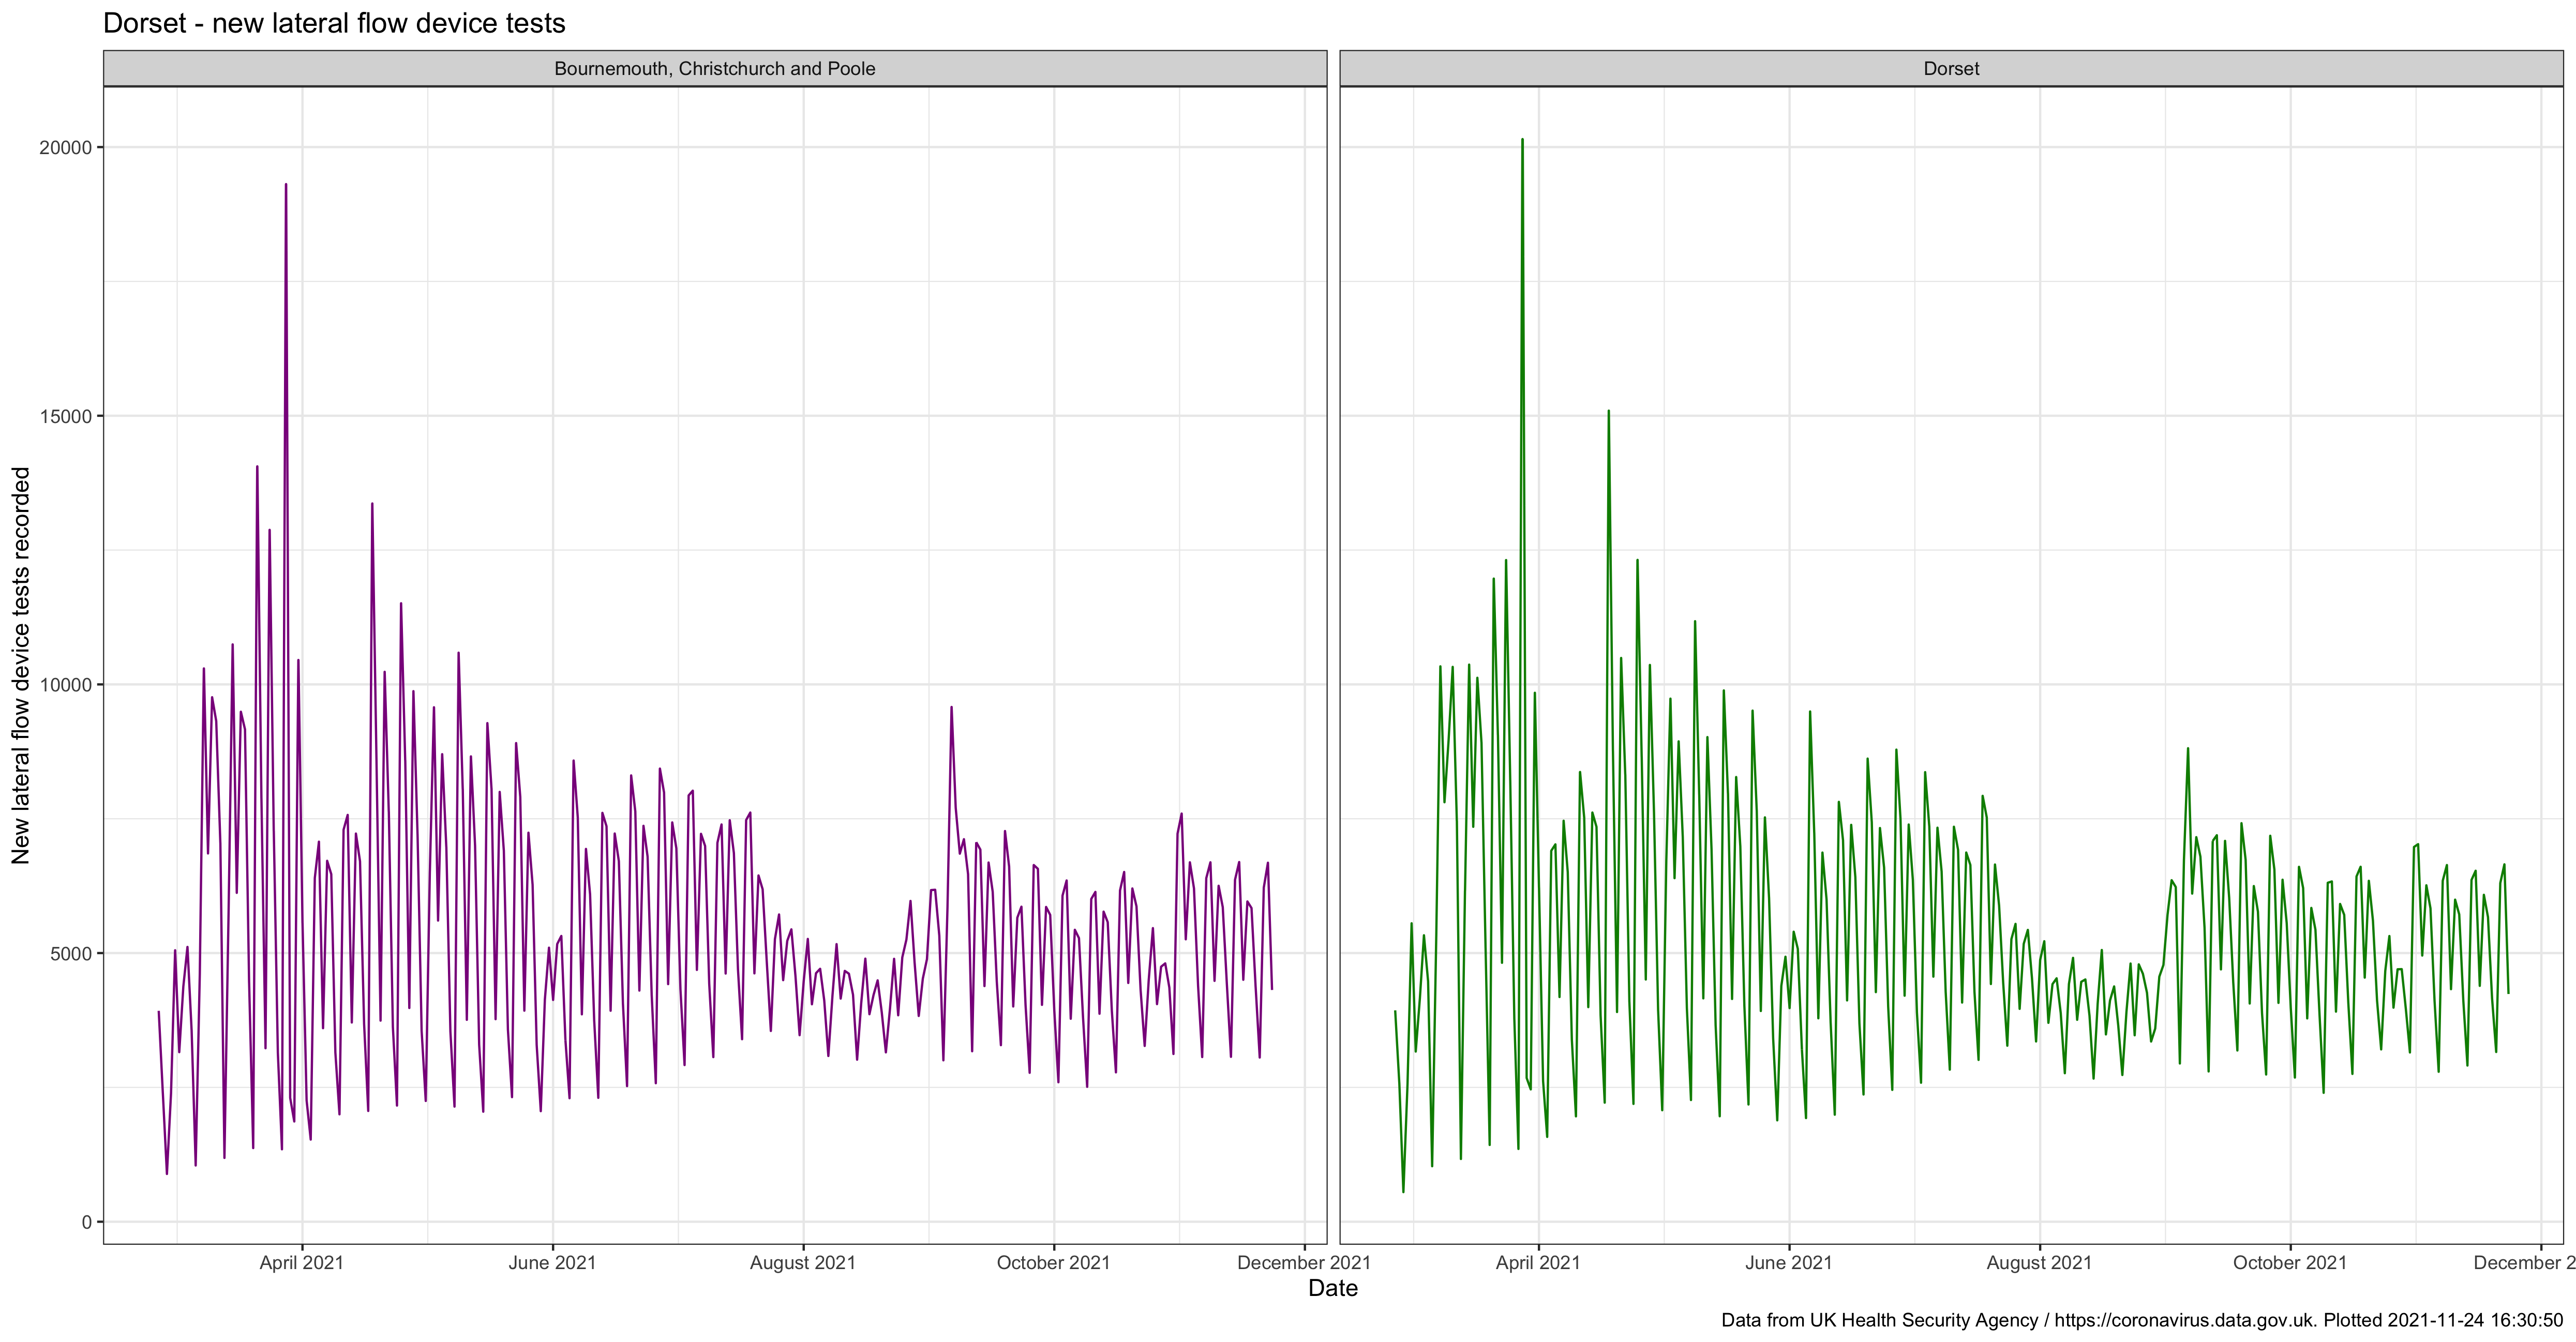 Dorset - new lateral flow device tests
Bournemouth, Christchurch and Poole
Dorset
New lateral flow device tests recorded
20000
15000
10000
5000
0
April 2021
June 2021
August 2021
October 2021
December 2021
April 2021
June 2021
August 2021
October 2021
December 2
Date
Data from UK Health Security Agency / https://coronavirus.data.gov.uk. Plotted 2021-11-24 16:30:50